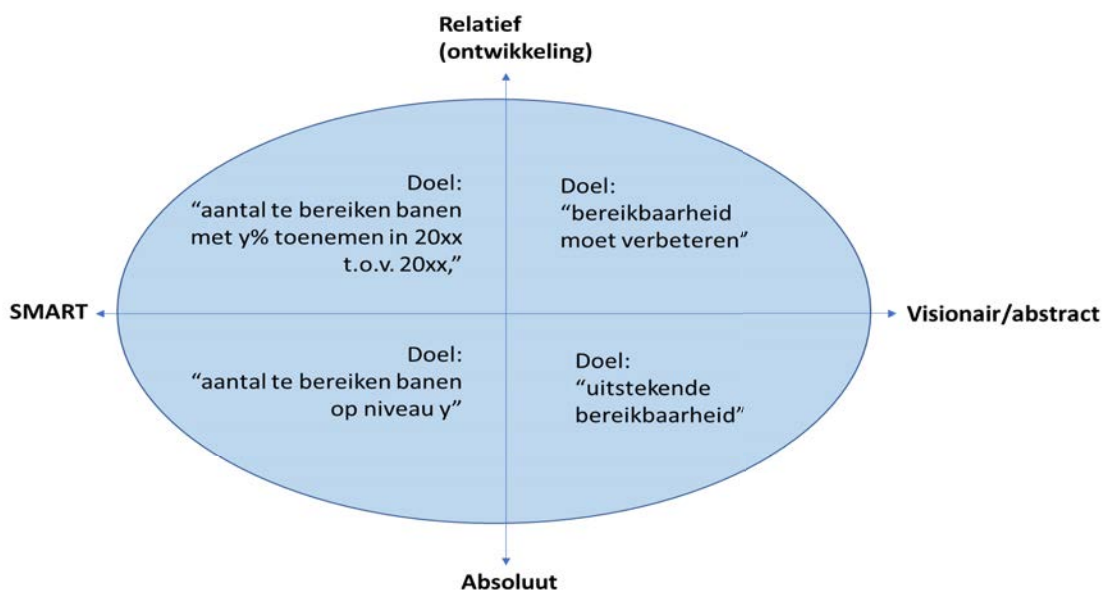 Relatief
(ontwikkeling)
Doel:
“aantal te bereiken banen
met y% toenemen in 20xx
t.o.v. 20xx,”
Doel:
“bereikbaarheid
moet verbeteren”
SMART
Visionair/abstract
Doel:
“aantal te bereiken banen
op niveau y”
Doel:
“uitstekende
bereikbaarheid”
Absoluut